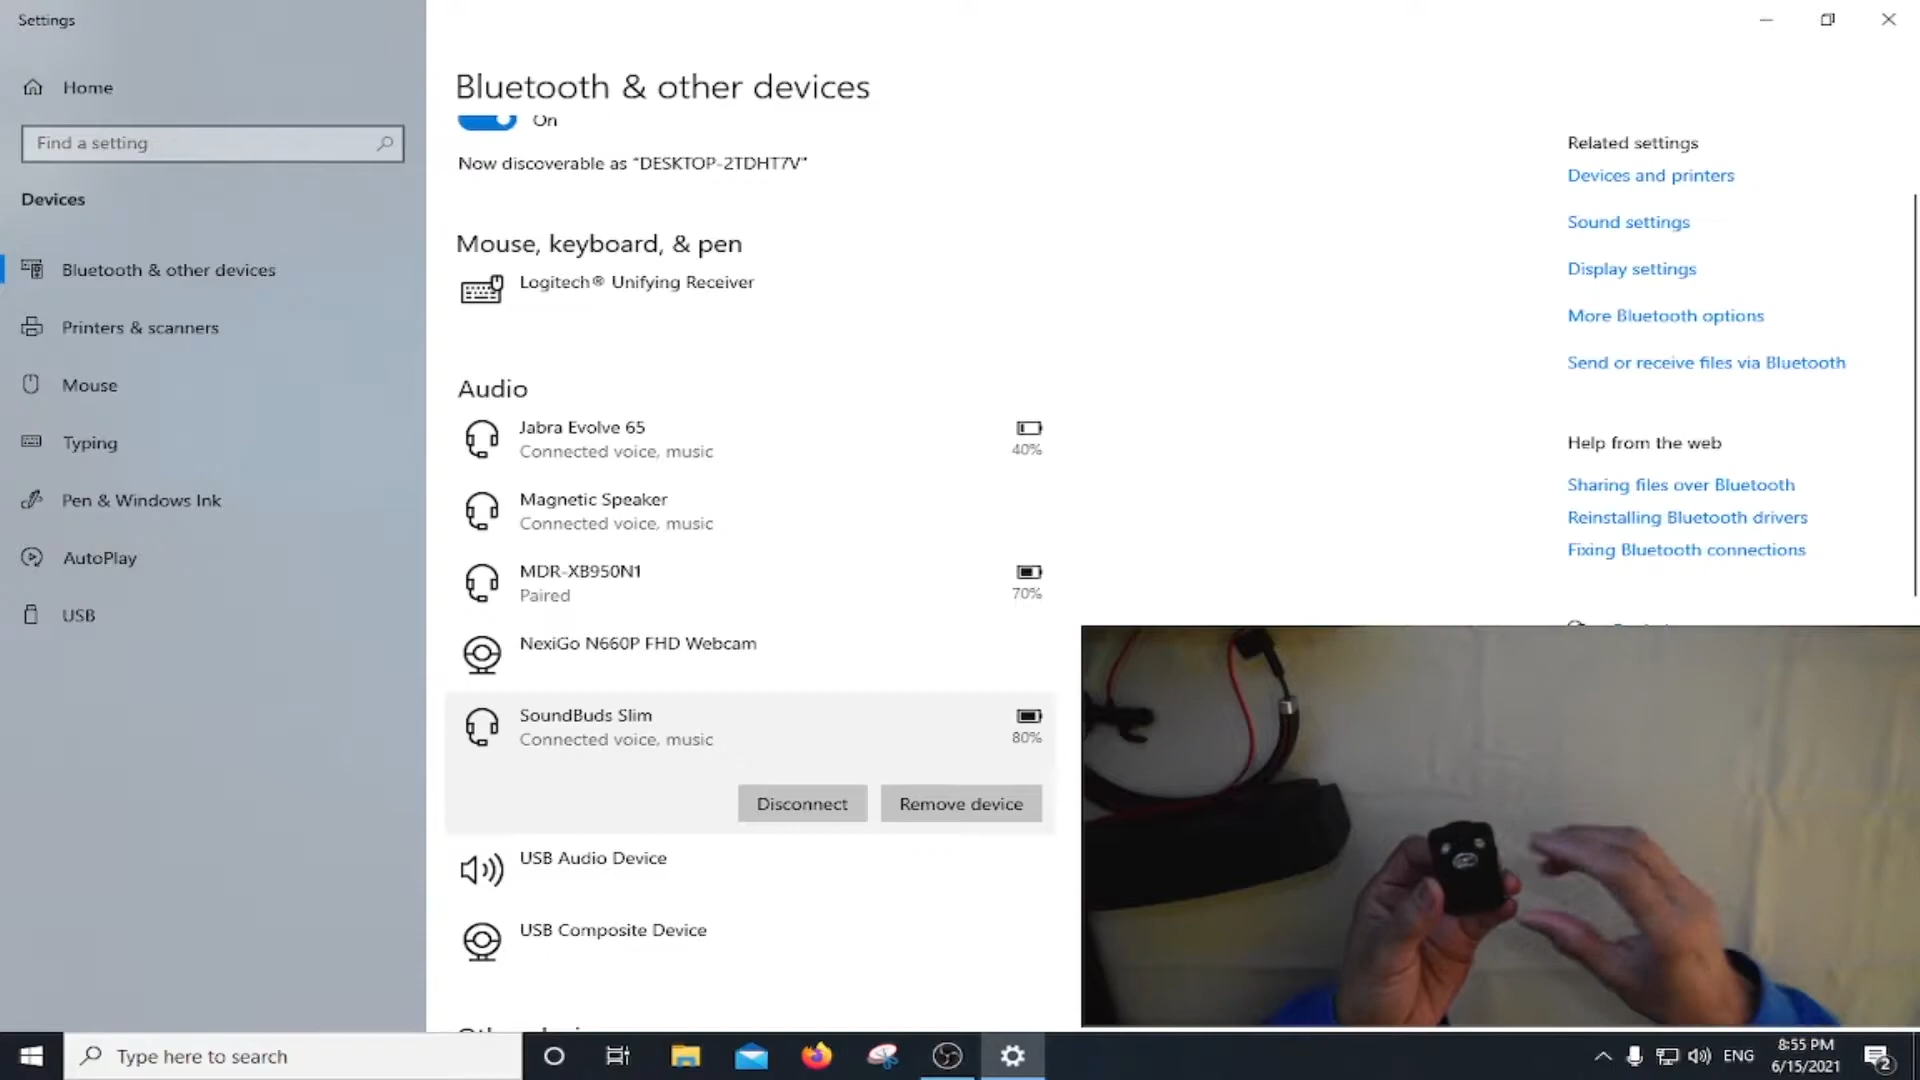 Settings
Home
Find a setting
Devices
Bluetooth & other devices
Printers & scanners
Mouse
Typing
Pen & Windows Ink
AutoPlay
USB
Bluetooth & other devices
On
Now discoverable as “DESKTOP-2TDHT7V”
Mouse, keyboard, & pen
Logitech® Unifying Receiver
Audio
Jabra Evolve 65
Connected voice, music
40%
Magnetic Speaker
Connected voice, music
MDR-XB950N1
Paired
70%
NexiGo N660P FHD Webcam
SoundBuds Slim
Connected voice, music
80%
Disconnect
Remove device
USB Audio Device
USB Composite Device
Related settings
Devices and printers
Sound settings
Display settings
More Bluetooth options
Send or receive files via Bluetooth
Help from the web
Sharing files over Bluetooth
Reinstalling Bluetooth drivers
Fixing Bluetooth connections
Type here to search
ENG
8:55 PM
6/15/2021
2